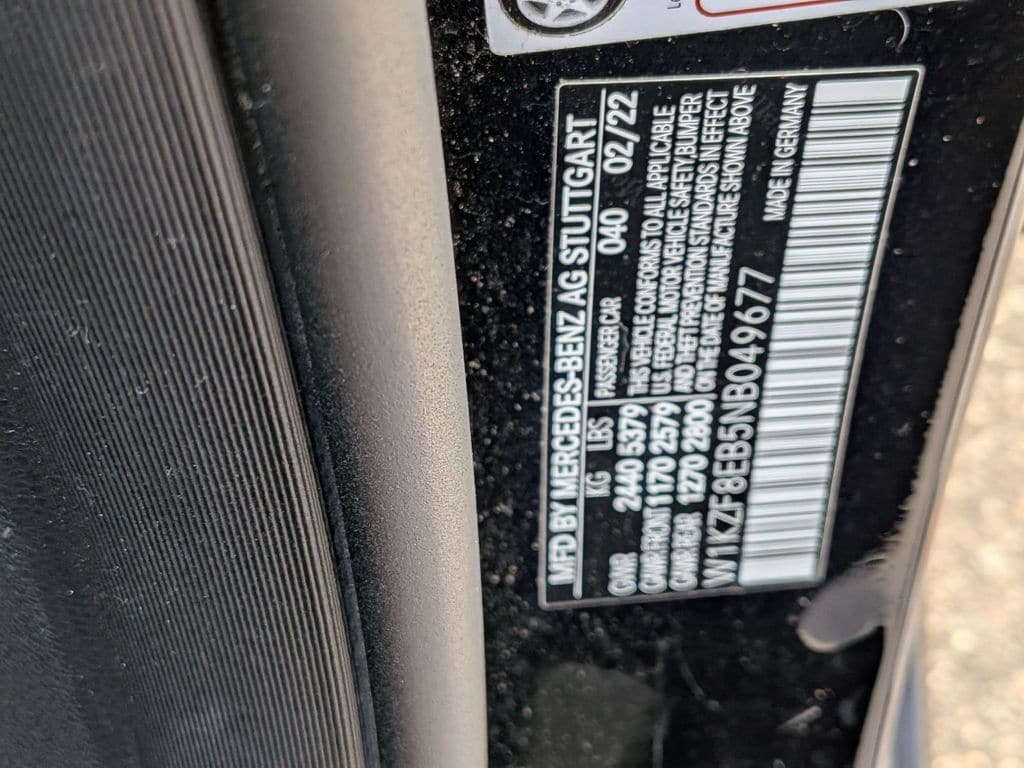 MFD BY MERCEDES-BENZ AG STUTTGART
KG LBS PASSENGER CAR 040 02/22
GVWR 2440 5379 THIS VEHICLE CONFORMS TO ALL APPLICABLE
GAWR FRONT 1170 2579 U.S. FEDERAL MOTOR VEHICLE SAFETY, BUMPER
GAWR REAR 1270 2800 AND THEFT PREVENTION STANDARDS IN EFFECT
ON THE DATE OF MANUFACTURE SHOWN ABOVE
W1KZF8EB5NB049677 MADE IN GERMANY